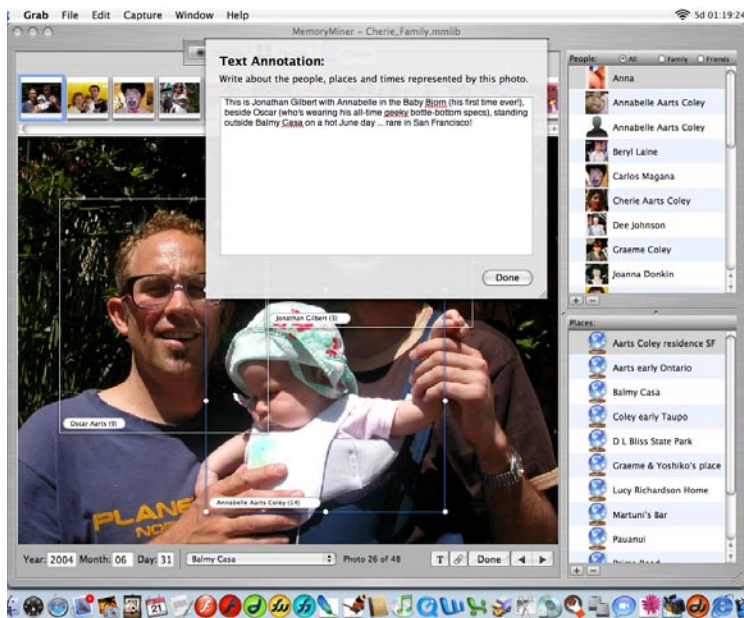 Grab File Edit Capture Window Help
5d 01:19:24
MemoryMiner – Cherie_Family.mmlib
Text Annotation:
Write about the people, places and times represented by this photo.
This is Jonathan Gilbert with Annabelle in the Baby Bjorn (his first time ever!),
beside Oscar (who's wearing his all-time geeky bottle-bottom specs), standing
outside Balmy Casa on a hot June day ... rare in San Francisco!
Done
People: All Family Friends
Anna
Annabelle Aarts Coley
Annabelle Aarts Coley
Beryl Laine
Carlos Magana
Cherie Aarts Coley
Dee Johnson
Graeme Coley
Joanna Donkin
Places:
Aarts Coley residence SF
Aarts early Ontario
Balmy Casa
Coley early Taupo
D L Bliss State Park
Graeme & Yoshiko's place
Lucy Richardson Home
Martuni's Bar
Pauanui
Jonathan Gilbert (3)
Oscar Aarts (9)
Annabelle Aarts Coley (14)
PLANE
NOR
Year: 2004 Month: 06 Day: 31 Balmy Casa Photo 26 of 48 T Done
21